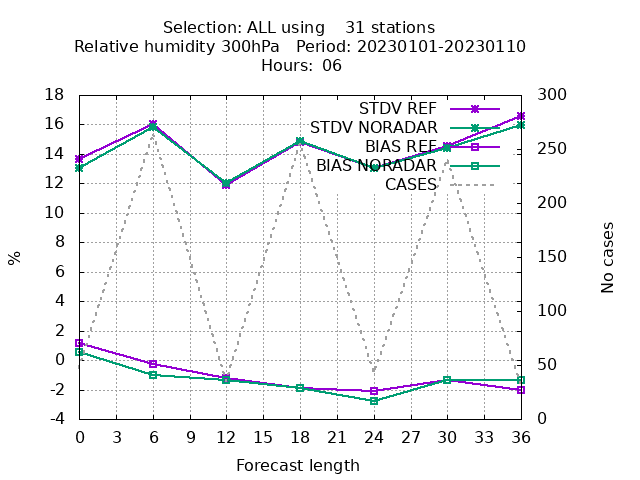 Selection: ALL using    31 stations
Relative humidity 300hPa   Period: 20230101-20230110
Hours: 06
STDV REF
STDV NORADAR
BIAS REF
BIAS NORADAR
CASES
18
16
14
12
10
8
6
4
2
0
-2
-4
%
300
250
200
150
100
50
0
No cases
0 3 6 9 12 15 18 21 24 27 30 33 36
Forecast length